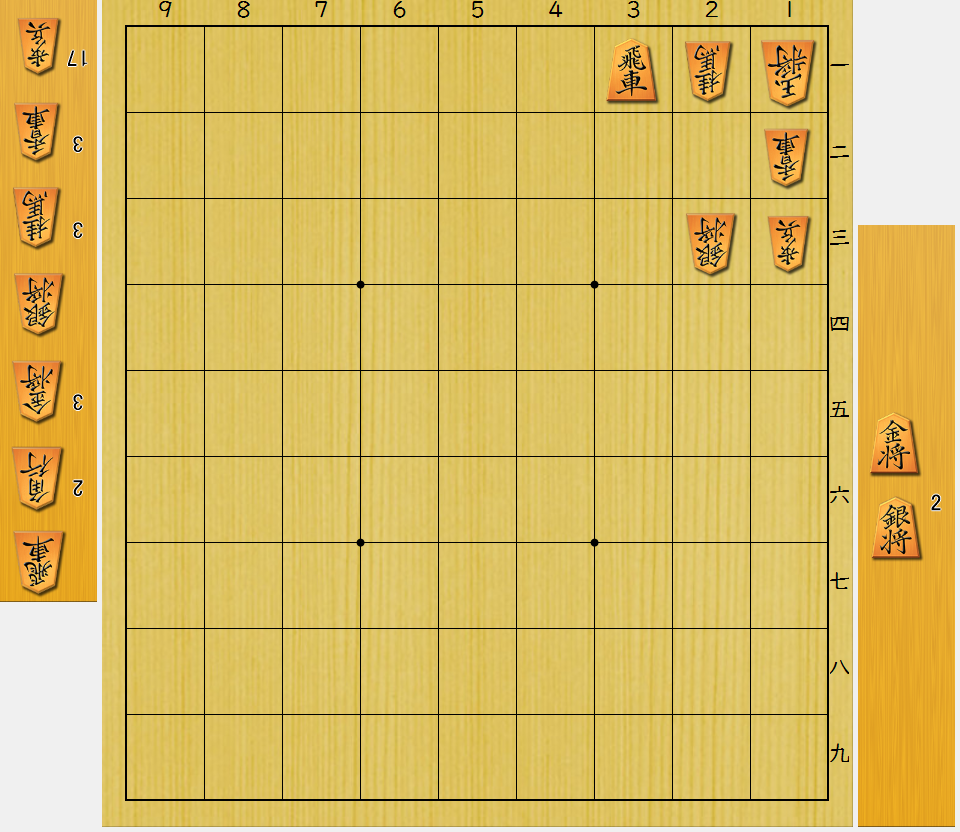 9 8 7 6 5 4 3 2 1
飛車 桂馬 玉将 一
香車 二
銀将 歩兵 三
四
五
六
七
八
九
歩兵 17
香車 3
桂馬 3
銀将
金将 3
角行 2
飛車
金将
銀将 2